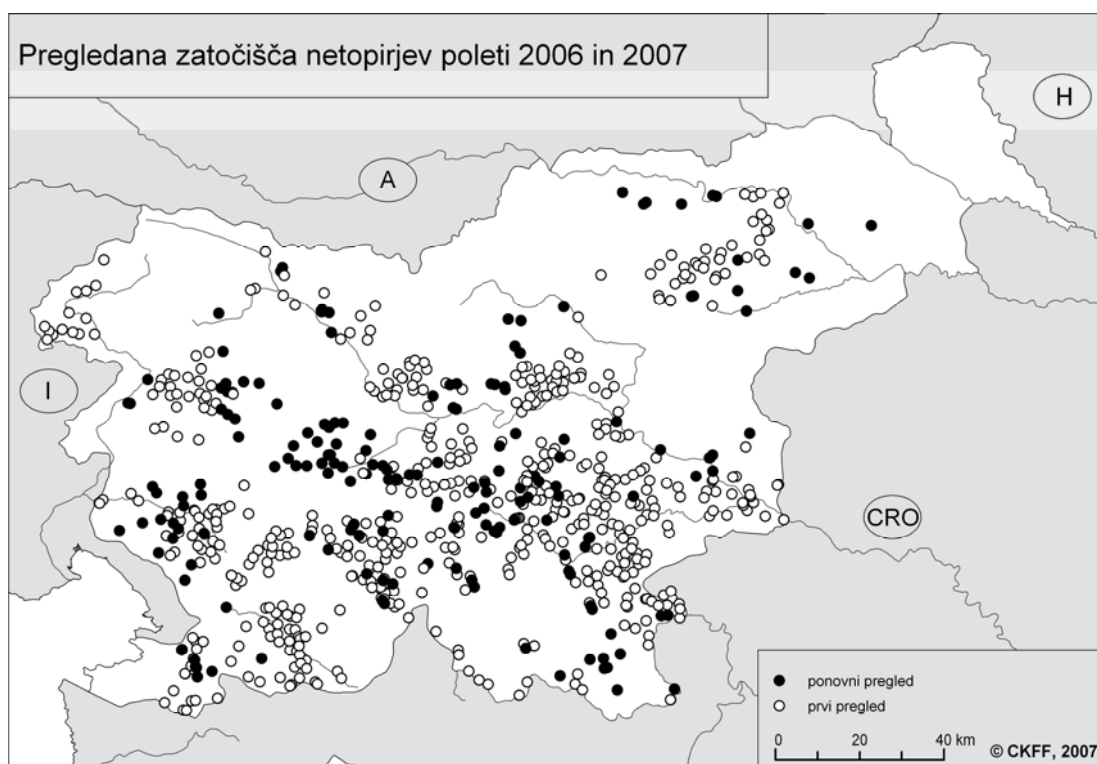 Pregledana zatočišča netopirjev poleti 2006 in 2007
H
A
I
CRO
ponovni pregled
prvi pregled
0 20 40 km
© CKFF, 2007